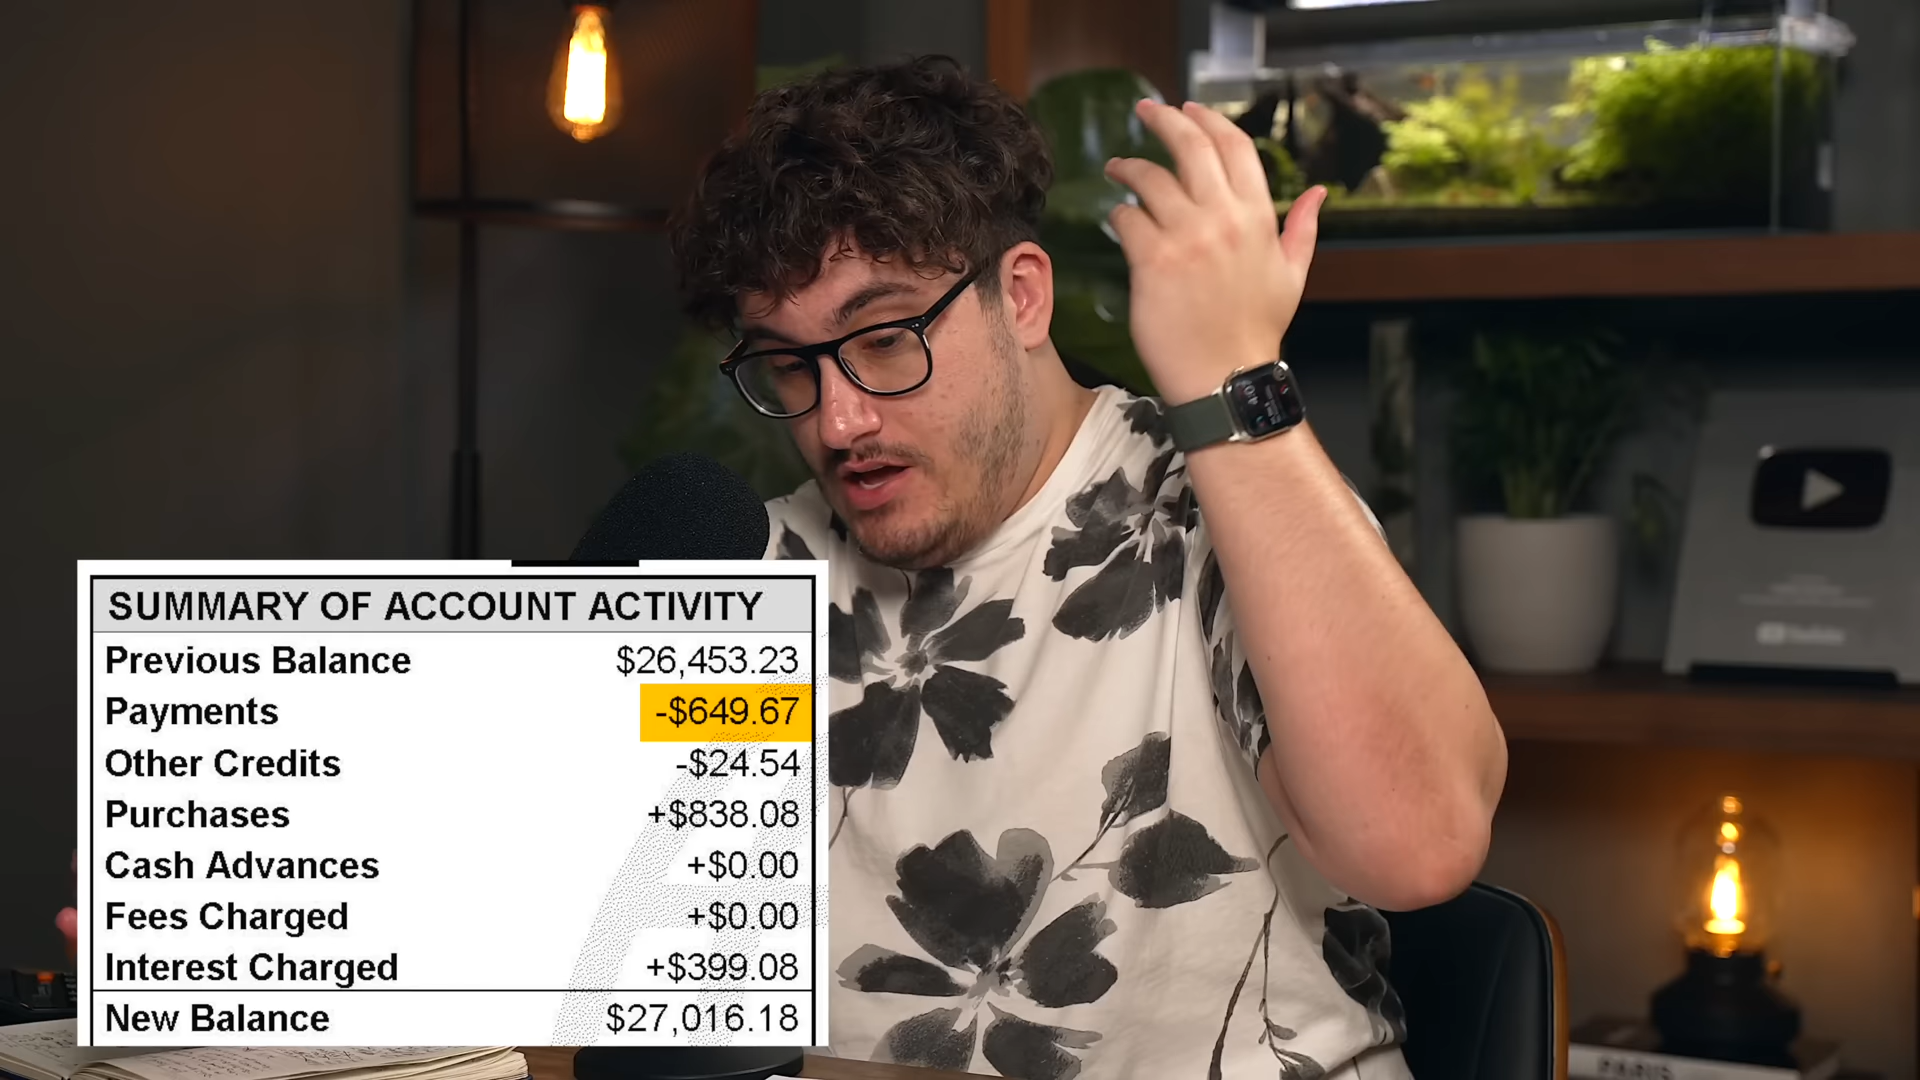 SUMMARY OF ACCOUNT ACTIVITY
Previous Balance $26,453.23
Payments -$649.67
Other Credits -$24.54
Purchases +$838.08
Cash Advances +$0.00
Fees Charged +$0.00
Interest Charged +$399.08
New Balance $27,016.18
PARIS